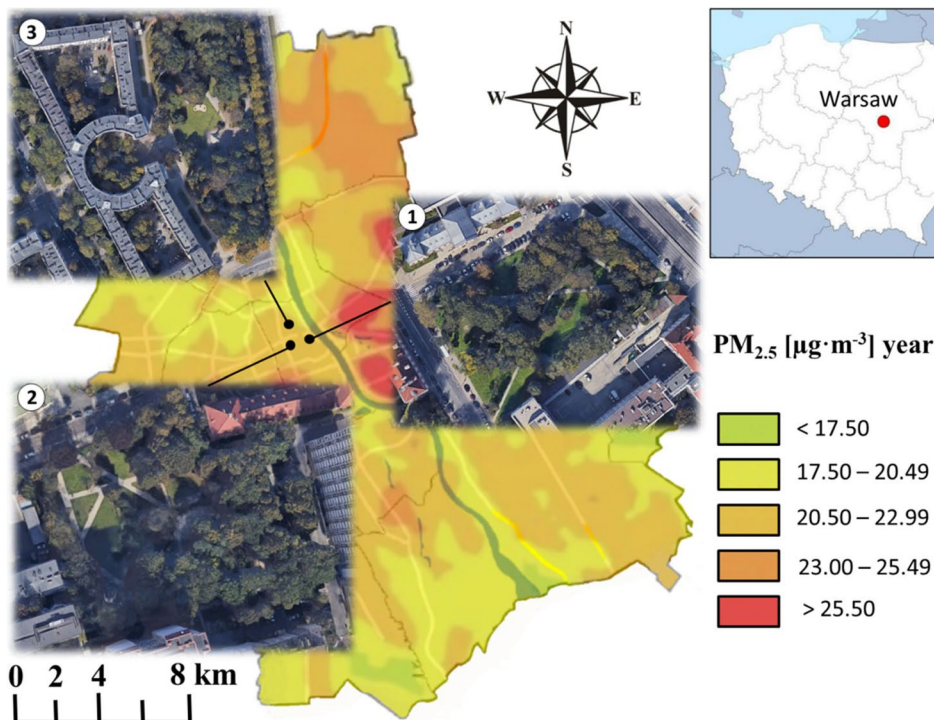 3
N
W E
S
Warsaw
1
PM2.5 [µg·m-3] year
< 17.50
17.50 – 20.49
20.50 – 22.99
23.00 – 25.49
> 25.50
2
0 2 4 8 km